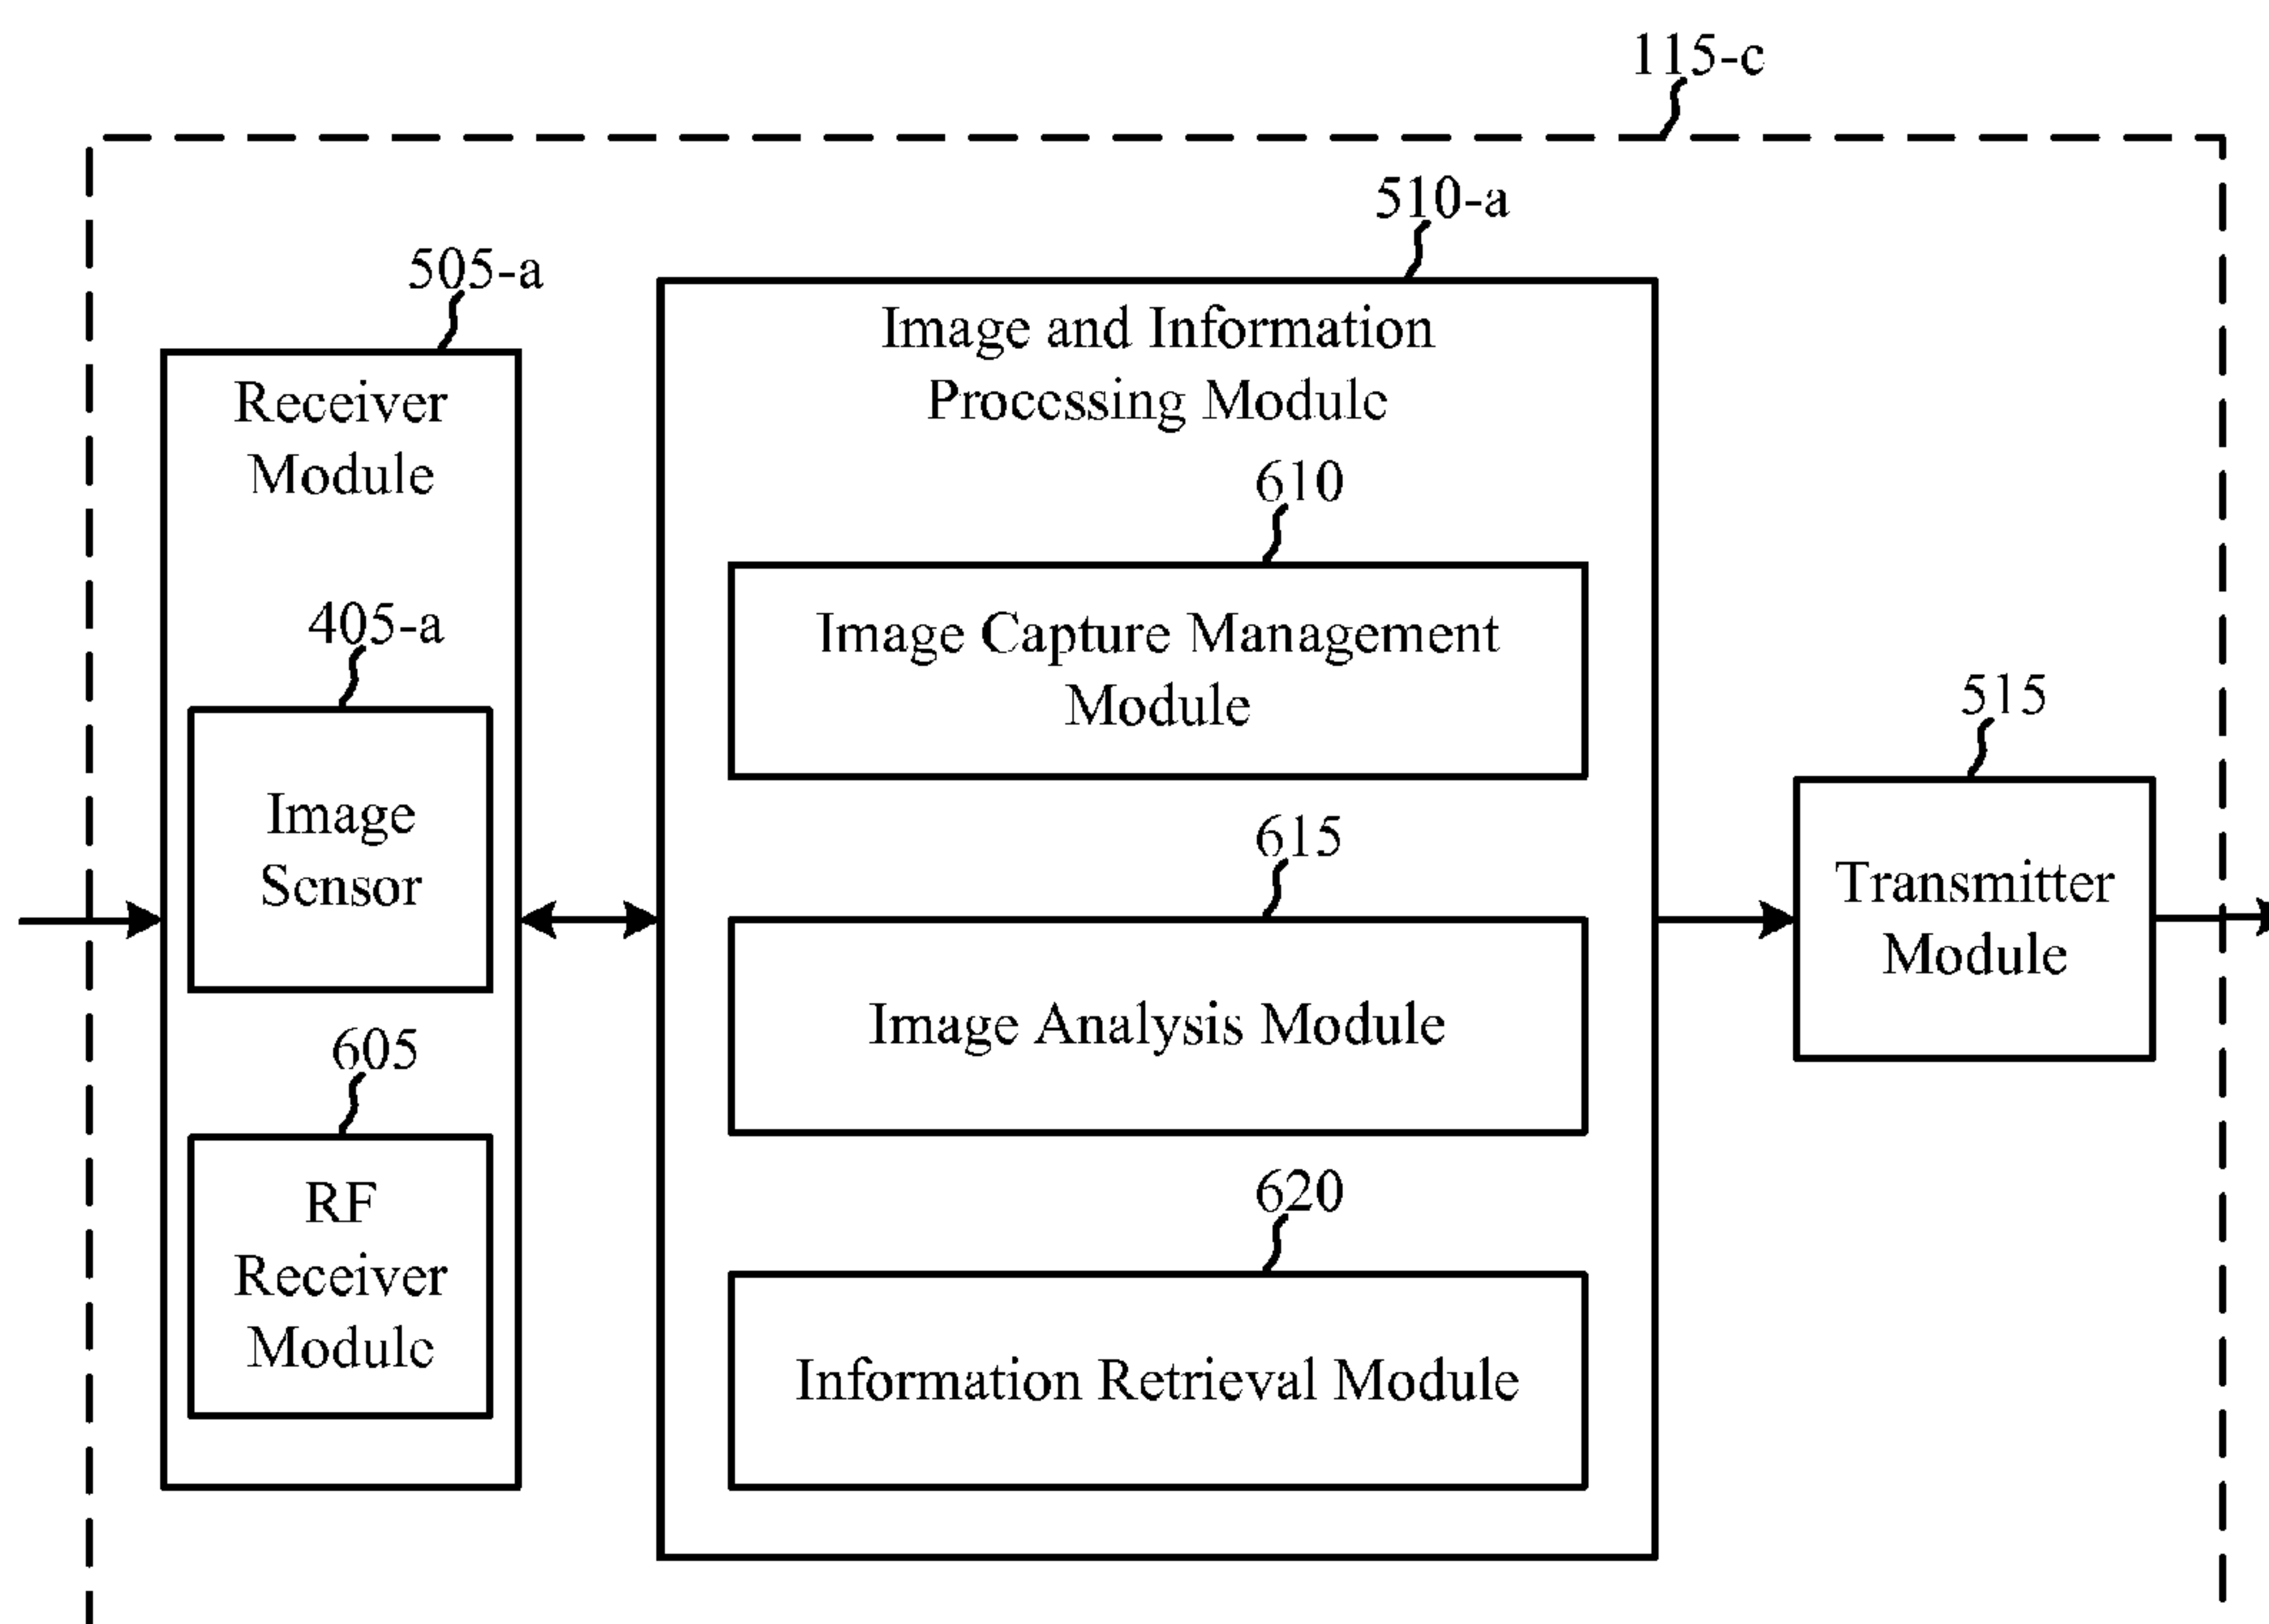 115-c
510-a
505-a
Image and Information
Processing Module
Receiver
Module
610
Image Capture Management
Module
405-a
Image
Sensor
615
Image Analysis Module
515
Transmitter
Module
605
RF
Receiver
Module
620
Information Retrieval Module